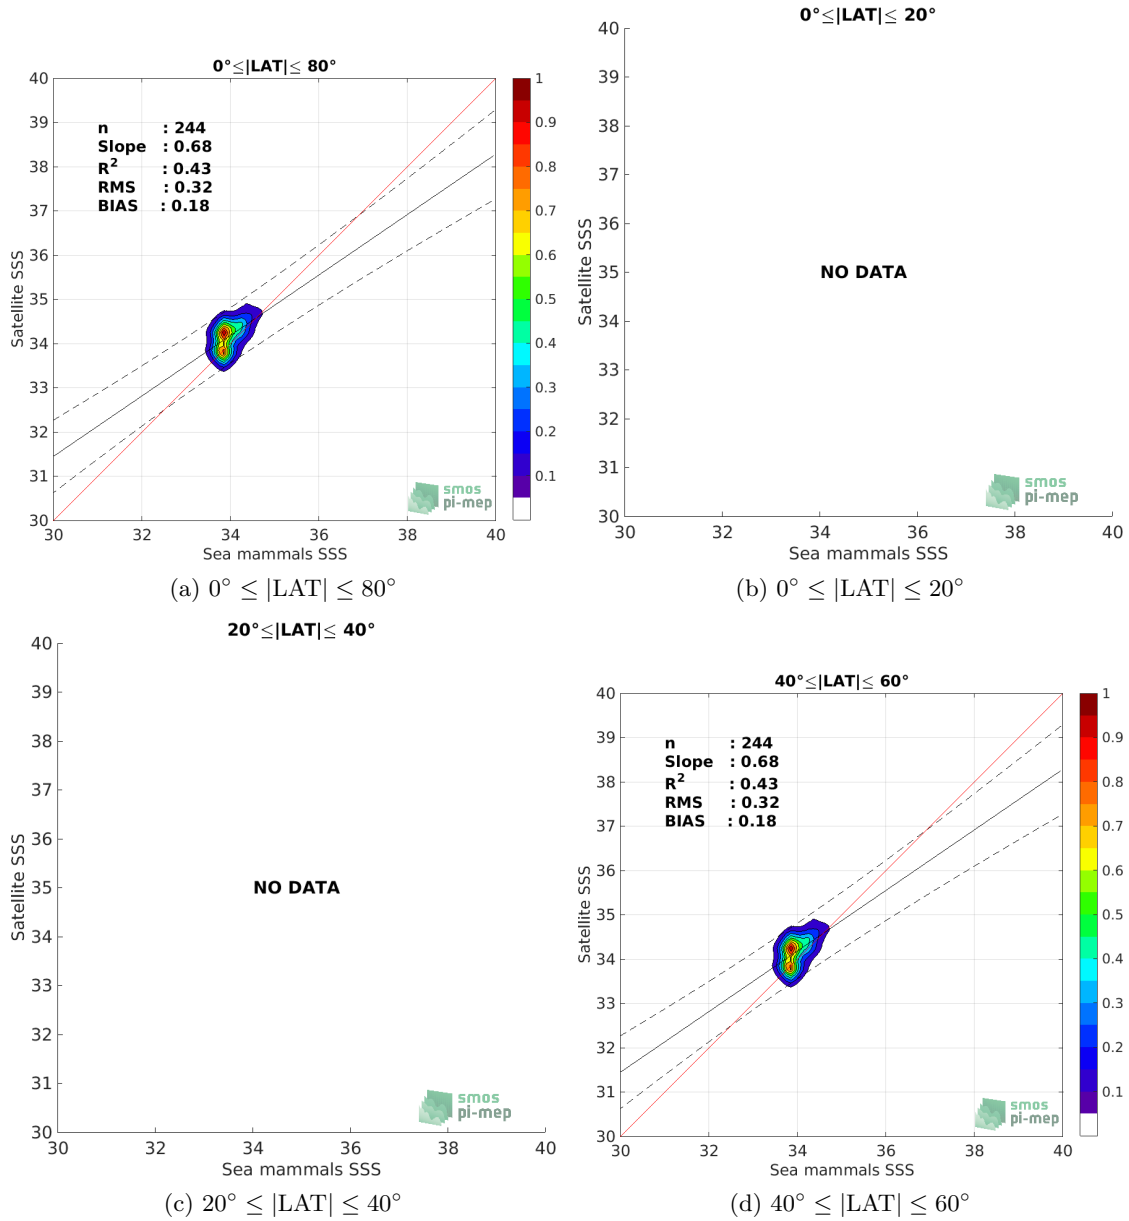 0°≤|LAT|≤ 80°
40
39
38
37
36
35
34
33
32
31
30
n : 244
Slope : 0.68
R² : 0.43
RMS : 0.32
BIAS : 0.18
1
0.9
0.8
0.7
0.6
0.5
0.4
0.3
0.2
0.1
Satellite SSS
smos
pi-mep
30 32 34 36 38 40
Sea mammals SSS
(a) 0° ≤ |LAT| ≤ 80°
0°≤|LAT|≤ 20°
40
39
38
37
36
35
34
33
32
31
30
Satellite SSS
NO DATA
smos
pi-mep
30 32 34 36 38 40
Sea mammals SSS
(b) 0° ≤ |LAT| ≤ 20°
20°≤|LAT|≤ 40°
40
39
38
37
36
35
34
33
32
31
30
Satellite SSS
NO DATA
smos
pi-mep
30 32 34 36 38 40
Sea mammals SSS
(c) 20° ≤ |LAT| ≤ 40°
40°≤|LAT|≤ 60°
40
39
38
37
36
35
34
33
32
31
30
n : 244
Slope : 0.68
R² : 0.43
RMS : 0.32
BIAS : 0.18
1
0.9
0.8
0.7
0.6
0.5
0.4
0.3
0.2
0.1
Satellite SSS
smos
pi-mep
30 32 34 36 38 40
Sea mammals SSS
(d) 40° ≤ |LAT| ≤ 60°